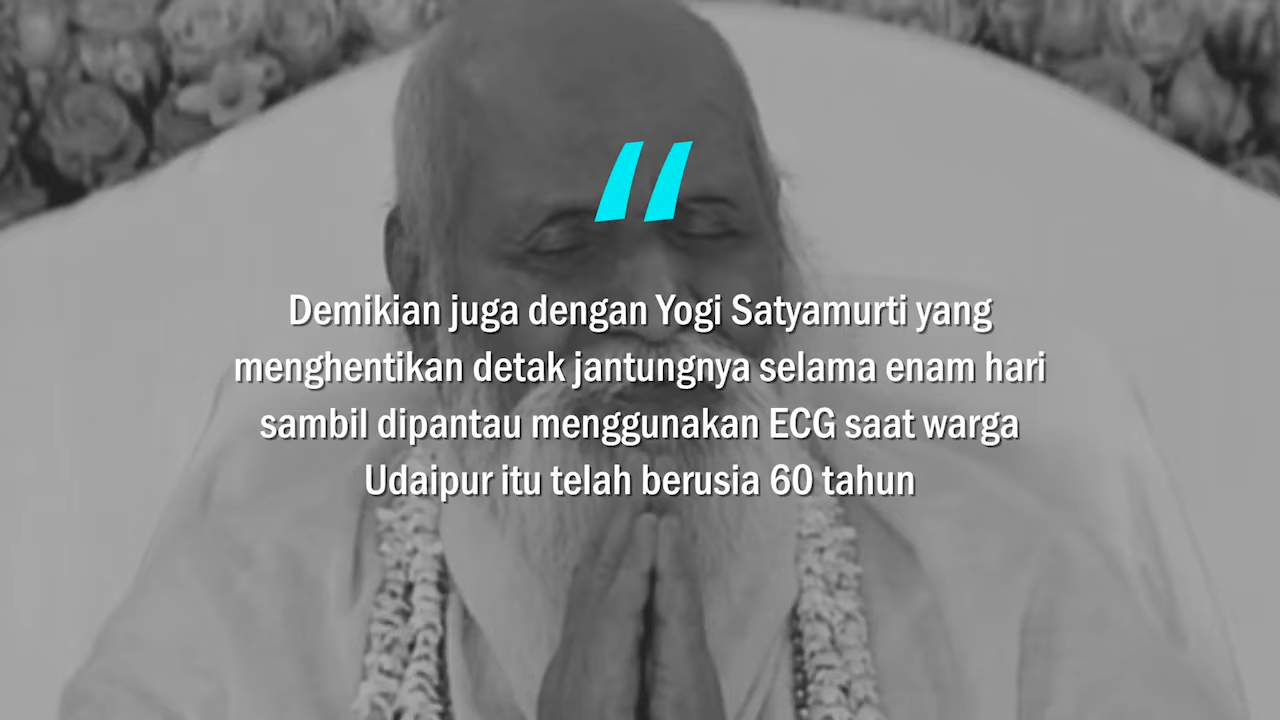 “
Demikian juga dengan Yogi Satyamurti yang
menghentikan detak jantungnya selama enam hari
sambil dipantau menggunakan ECG saat warga
Udaipur itu telah berusia 60 tahun